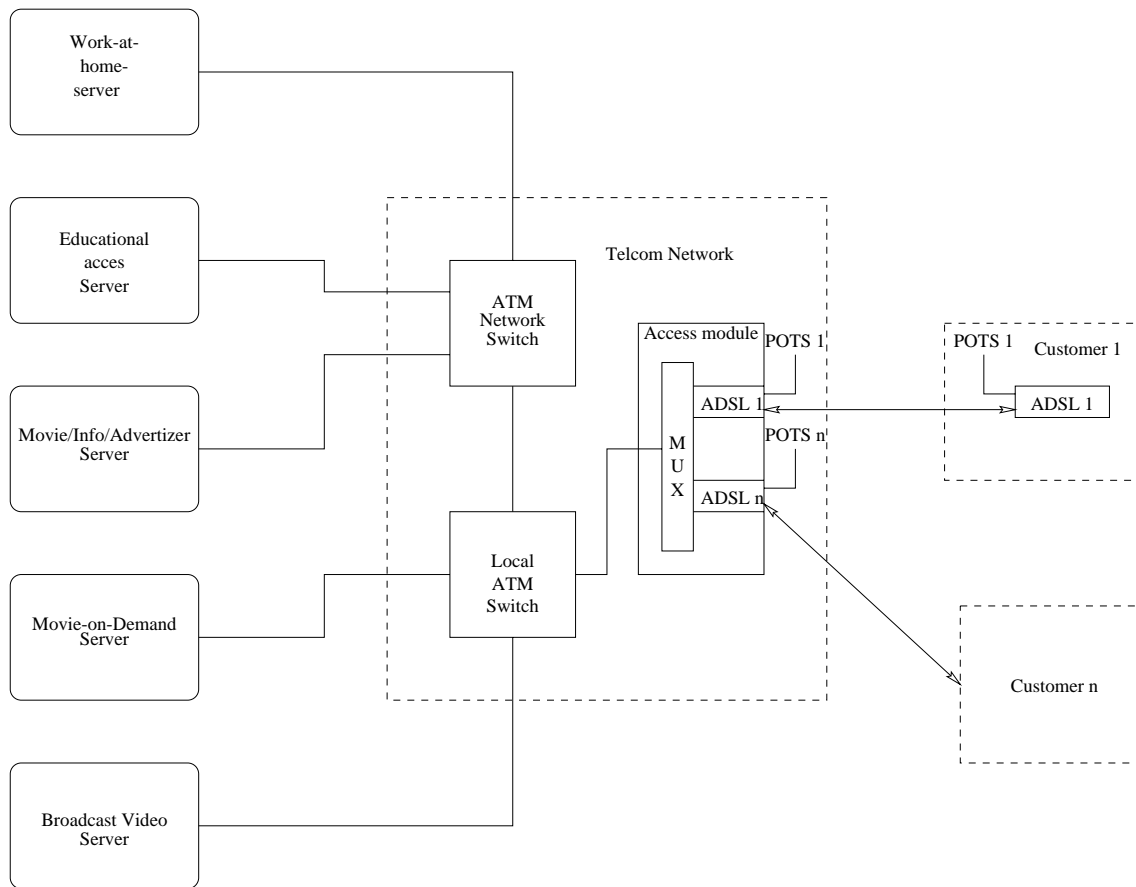 Work-at-
home-
server
Educational
acces
Server
Movie/Info/Advertizer
Server
Movie-on-Demand
Server
Broadcast Video
Server
Telcom Network
ATM
Network
Switch
Local
ATM
Switch
Access module
M
U
X
ADSL 1
ADSL n
POTS 1
POTS n
POTS 1
Customer 1
ADSL 1
Customer n